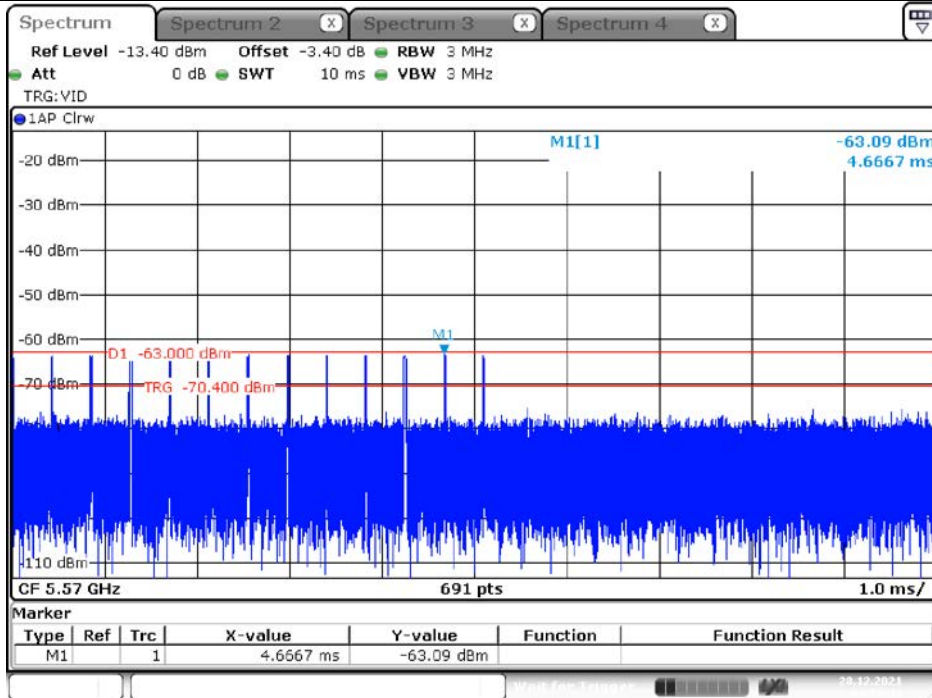 Spectrum Spectrum 2 X Spectrum 3 X Spectrum 4 X
Ref Level -13.40 dBm Offset -3.40 dB RBW 3 MHz
Att 0 dB SWT 10 ms VBW 3 MHz
TRG:VID
1AP Clrw
M1[1] -63.09 dBm
4.6667 ms
-20 dBm
-30 dBm
-40 dBm
-50 dBm
-60 dBm
M1
D1 -63.000 dBm
-70 dBm
TRG -70.400 dBm
-110 dBm
CF 5.57 GHz 691 pts 1.0 ms/
Marker
Type Ref Trc X-value Y-value Function Function Result
M1 1 4.6667 ms -63.09 dBm
Wait for Trigger 28.12.2021